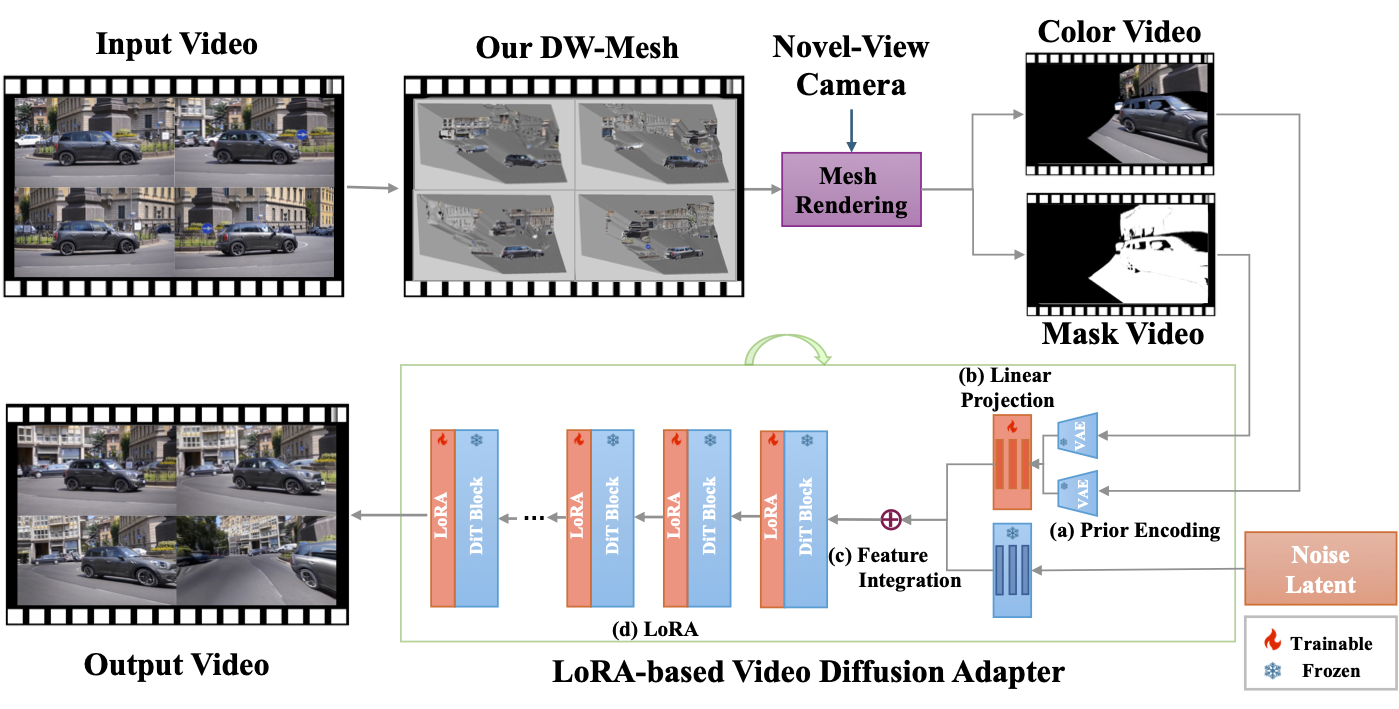 Input Video
Our DW-Mesh
Novel-View
Camera
Color Video
Mesh
Rendering
Mask Video
(b) Linear
Projection
VAE
VAE
(a) Prior Encoding
LoRA
DiT Block
...
LoRA
DiT Block
LoRA
DiT Block
LoRA
DiT Block
(c) Feature
Integration
(d) LoRA
Noise
Latent
Trainable
Frozen
Output Video
LoRA-based Video Diffusion Adapter